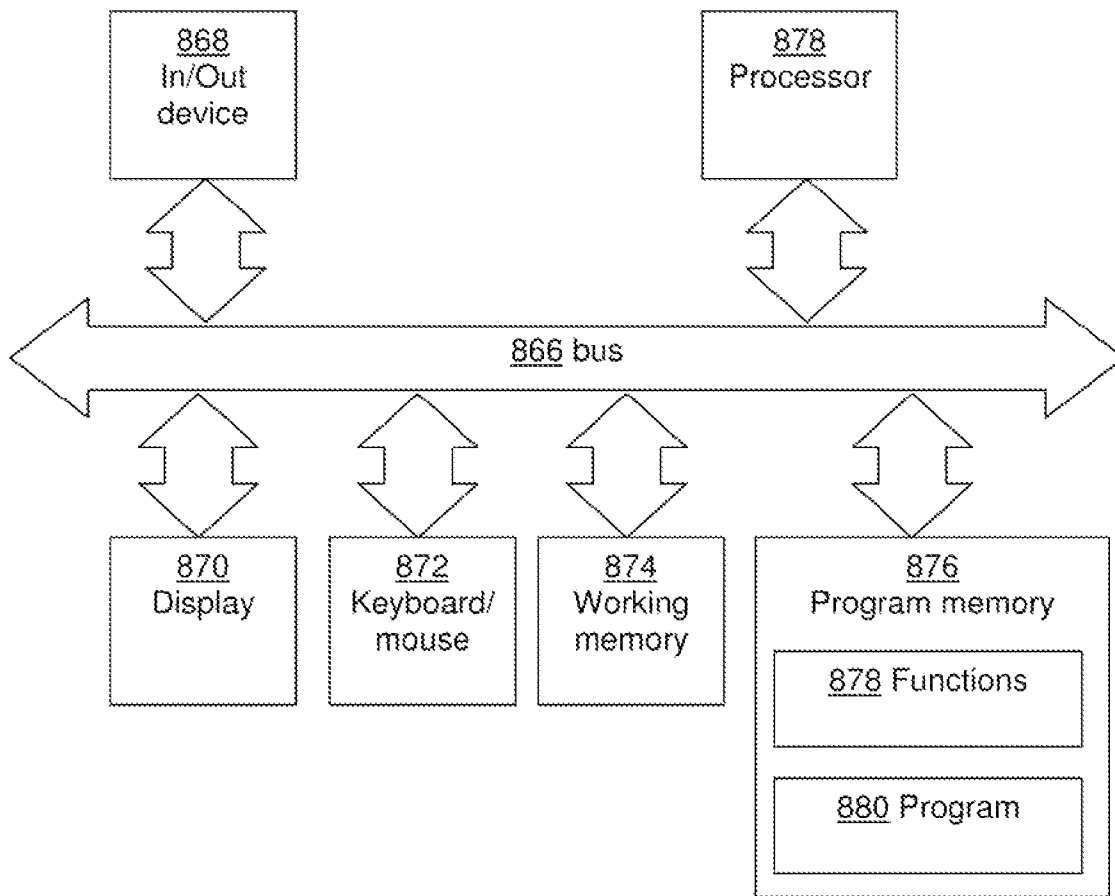 868
In/Out
device
878
Processor
866 bus
870
Display
872
Keyboard/
mouse
874
Working
memory
876
Program memory
878 Functions
880 Program